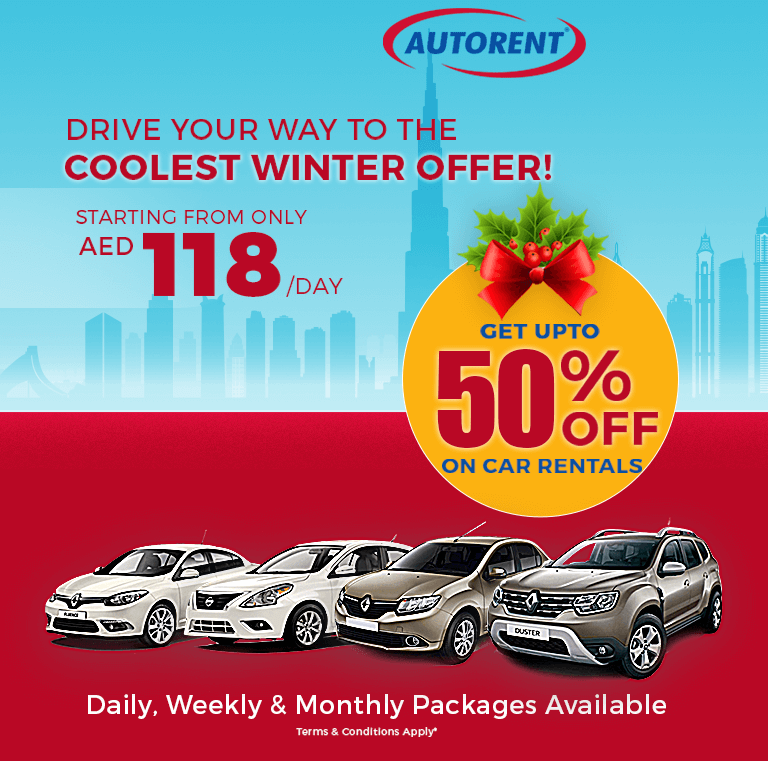 AUTORENT®
DRIVE YOUR WAY TO THE
COOLEST WINTER OFFER!
STARTING FROM ONLY
AED 118 /DAY
GET UPTO
50% OFF
ON CAR RENTALS
FLUENCE
DUSTER
Daily, Weekly & Monthly Packages Available
Terms & Conditions Apply*